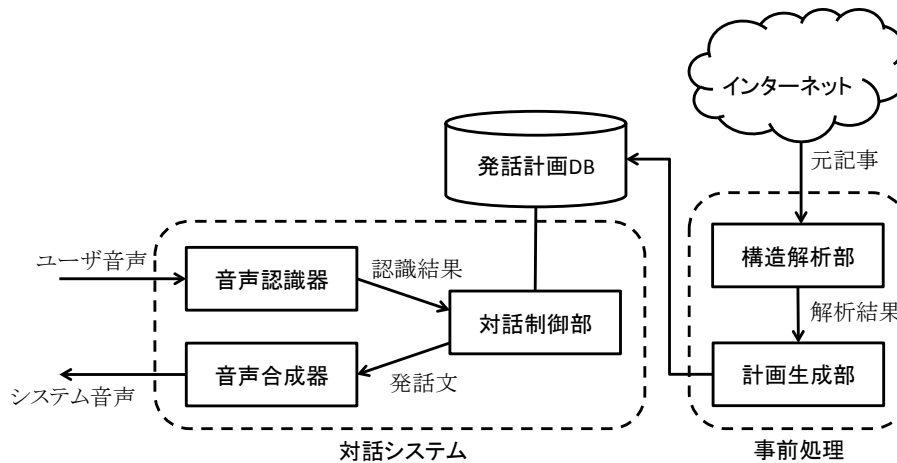 インターネット
元記事
発話計画DB
構造解析部
解析結果
計画生成部
事前処理
ユーザ音声
音声認識器
認識結果
対話制御部
発話文
音声合成器
システム音声
対話システム